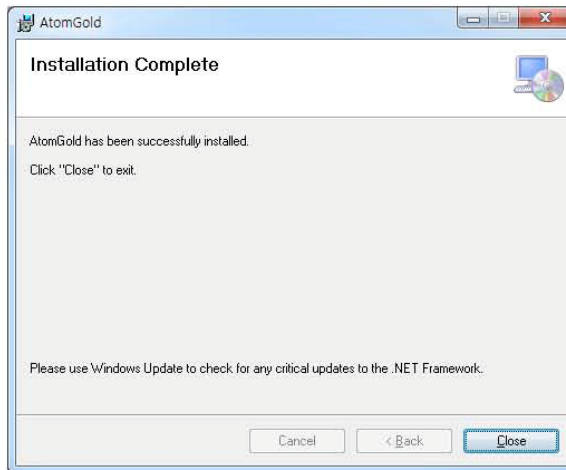 AtomGold
Installation Complete
AtomGold has been successfully installed.
Click "Close" to exit.
Please use Windows Update to check for any critical updates to the .NET Framework.
Cancel
< Back
Close